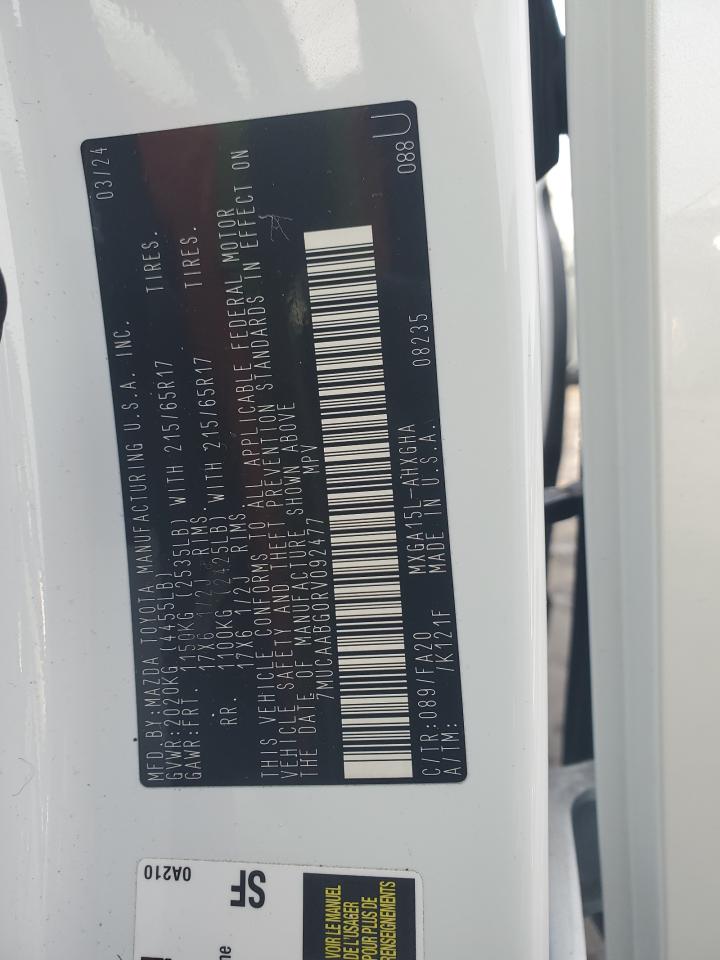 MFD.BY:MAZDA TOYOTA MANUFACTURING U.S.A. INC. 03/24
GVWR:2020KG (4455LB)
GAWR:FRT. 1150KG (2535LB) WITH 215/65R17 TIRES.
17X6 1/2J RIMS.
RR. 1100KG (2425LB) WITH 215/65R17 TIRES.
17X6 1/2J RIMS
THIS VEHICLE CONFORMS TO ALL APPLICABLE FEDERAL MOTOR
VEHICLE SAFETY AND THEFT PREVENTION STANDARDS IN EFFECT ON
THE DATE OF MANUFACTURE SHOWN ABOVE
7MUCAABG0RV092477 MPV
C/TR:089/FA20 MXGA15L-AHXGHA 08235 088U
A/TM: /K121F MADE IN U.S.A.
0A210
SF
VOIR LE MANUEL
DE L'USAGER
POUR PLUS DE
RENSEIGNEMENTS